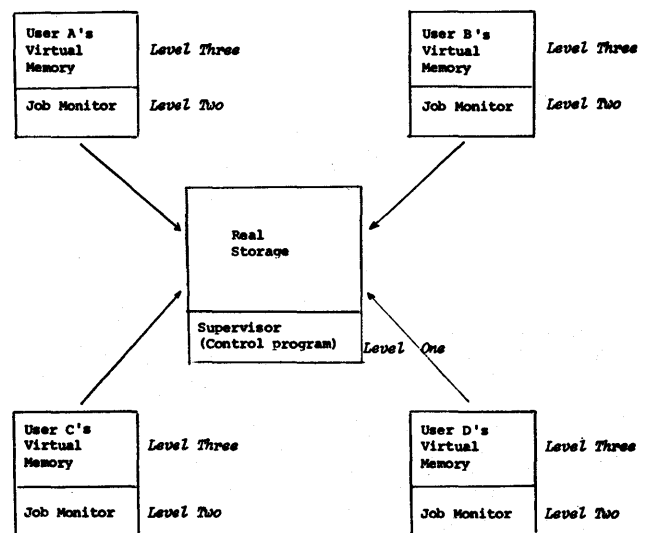 User A's
Virtual
Memory
Level Three
Job Monitor
Level Two
User B's
Virtual
Memory
Level Three
Job Monitor
Level Two
Real
Storage
Supervisor
(Control program)
Level One
User C's
Virtual
Memory
Level Three
Job Monitor
Level Two
User D's
Virtual
Memory
Level Three
Job Monitor
Level Two